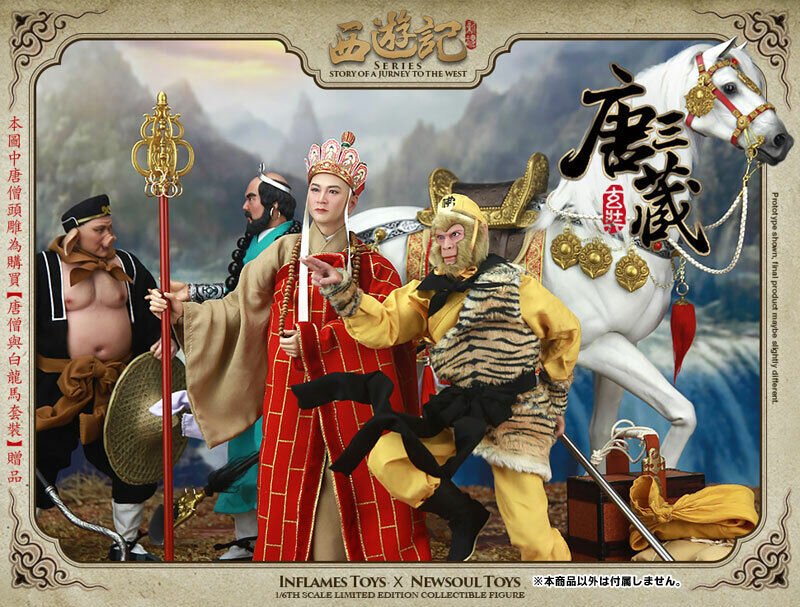 西遊記
SERIES
STORY OF A JURNEY TO THE WEST
唐三藏
玄壯
本圖中唐僧頭雕為購買【唐僧與白龍馬套裝】贈品
Prototype shown, final product maybe slightly different.
INFLAMES TOYS X NEWSOUL TOYS
※本商品以外は付属しません。
1/6TH SCALE LIMITED EDITION COLLECTIBLE FIGURE